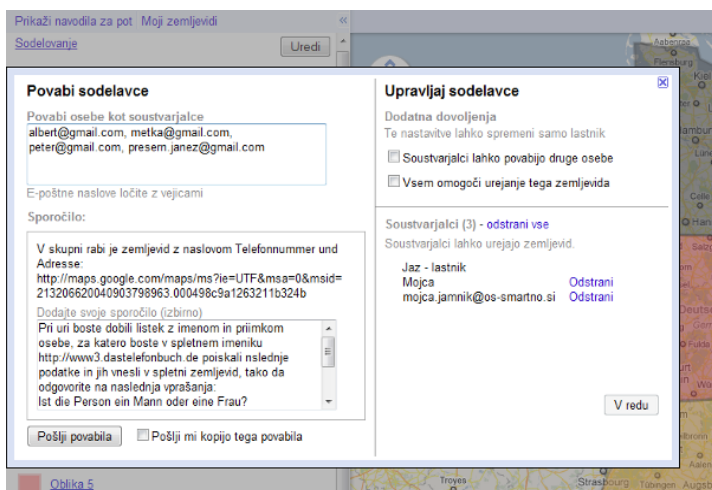 Prikaži navodila za pot Moji zemljevidi «
Sodelovanje
Uredi
Povabi sodelavce
Povabi osebe kot soustvarjalce
albert@gmail.com, metka@gmail.com,
peter@gmail.com, presern.janez@gmail.com
E-poštne naslove ločite z vejicami
Sporočilo:
V skupni rabi je zemljevid z naslovom Telefonnummer und
Adresse:
http://maps.google.com/maps/ms?ie=UTF&msa=0&msid=
213206620040903798963.000498c9a1263211b324b
Dodajte svoje sporočilo (izbirno)
Pri uri boste dobili listek z imenom in priimkom
osebe, za katero boste v spletnem imeniku
http://www3.dastelefonbuch.de poiskali nslednje
podatke in jih vnesli v spletni zemljevid, tako da
odgovorite na naslednja vprašanja:
Ist die Person ein Mann oder eine Frau?
Pošlji povabila
Pošlji mi kopijo tega povabila
Upravljaj sodelavce
Dodatna dovoljenja
Te nastavitve lahko spremeni samo lastnik
Soustvarjalci lahko povabijo druge osebe
Vsem omogoči urejanje tega zemljevida
Soustvarjalci (3) - odstrani vse
Soustvarjalci lahko urejajo zemljevid.
Jaz - lastnik
Mojca Odstrani
mojca.jamnik@os-smartno.si Odstrani
V redu
Oblika 5
Aabenraa
Flensburg
Kiel
Celle
Fulda
Troyes
Strasbourg
Tübingen
Aalen